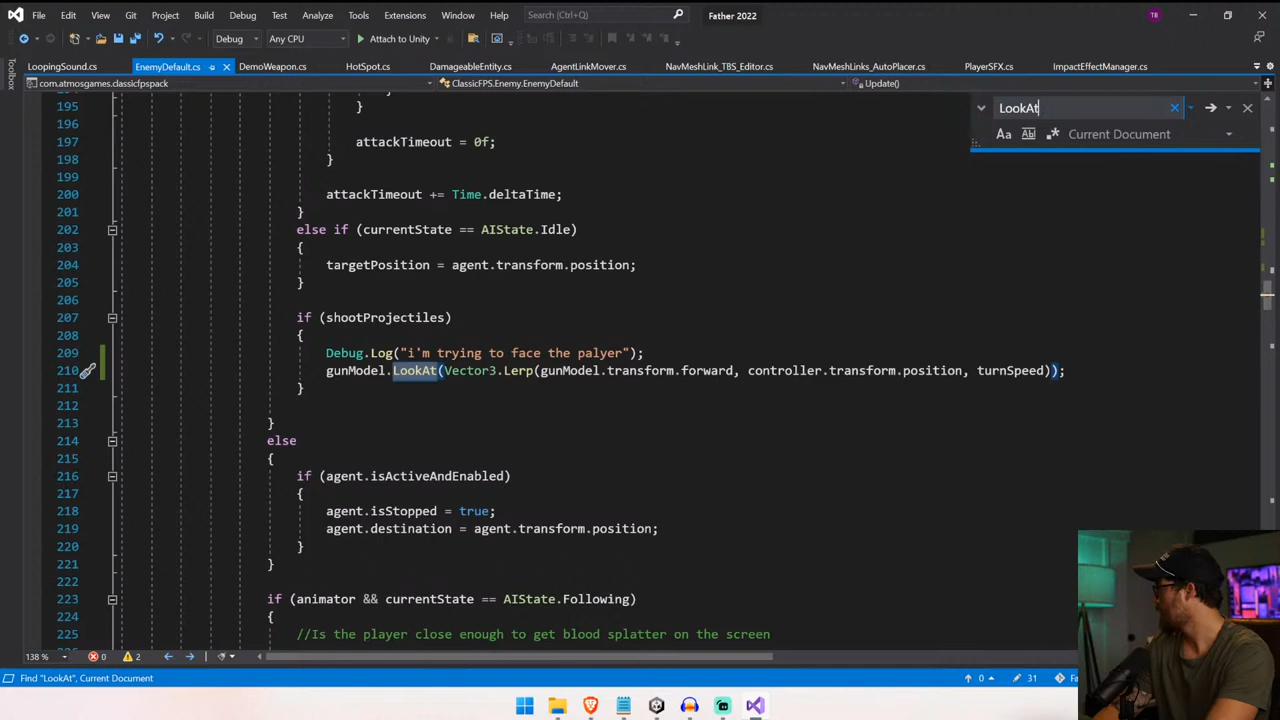 File Edit View Git Project Build Debug Test Analyze Tools Extensions Window Help Search (Ctrl+Q) Father 2022 TB
Debug Any CPU Attach to Unity
LoopingSound.cs EnemyDefault.cs DemoWeapon.cs HotSpot.cs DamageableEntity.cs AgentLinkMover.cs NavMeshLink_TBS_Editor.cs NavMeshLinks_AutoPlacer.cs PlayerSFX.cs ImpactEffectManager.cs
Toolbox
com.atmosgames.classicfpspack ClassicFPS.Enemy.EnemyDefault Update()
LookAt
Aa Ab Current Document
195 }
196
197 attackTimeout = 0f;
198 }
199
200 attackTimeout += Time.deltaTime;
201 }
202 else if (currentState == AIState.Idle)
203 {
204 targetPosition = agent.transform.position;
205 }
206
207 if (shootProjectiles)
208 {
209 Debug.Log("i'm trying to face the palyer");
210 gunModel.LookAt(Vector3.Lerp(gunModel.transform.forward, controller.transform.position, turnSpeed));
211 }
212
213 }
214 else
215 {
216 if (agent.isActiveAndEnabled)
217 {
218 agent.isStopped = true;
219 agent.destination = agent.transform.position;
220 }
221 }
222
223 if (animator && currentState == AIState.Following)
224 {
225 //Is the player close enough to get blood splatter on the screen
138 % 0 2
Find "LookAt", Current Document 0 31